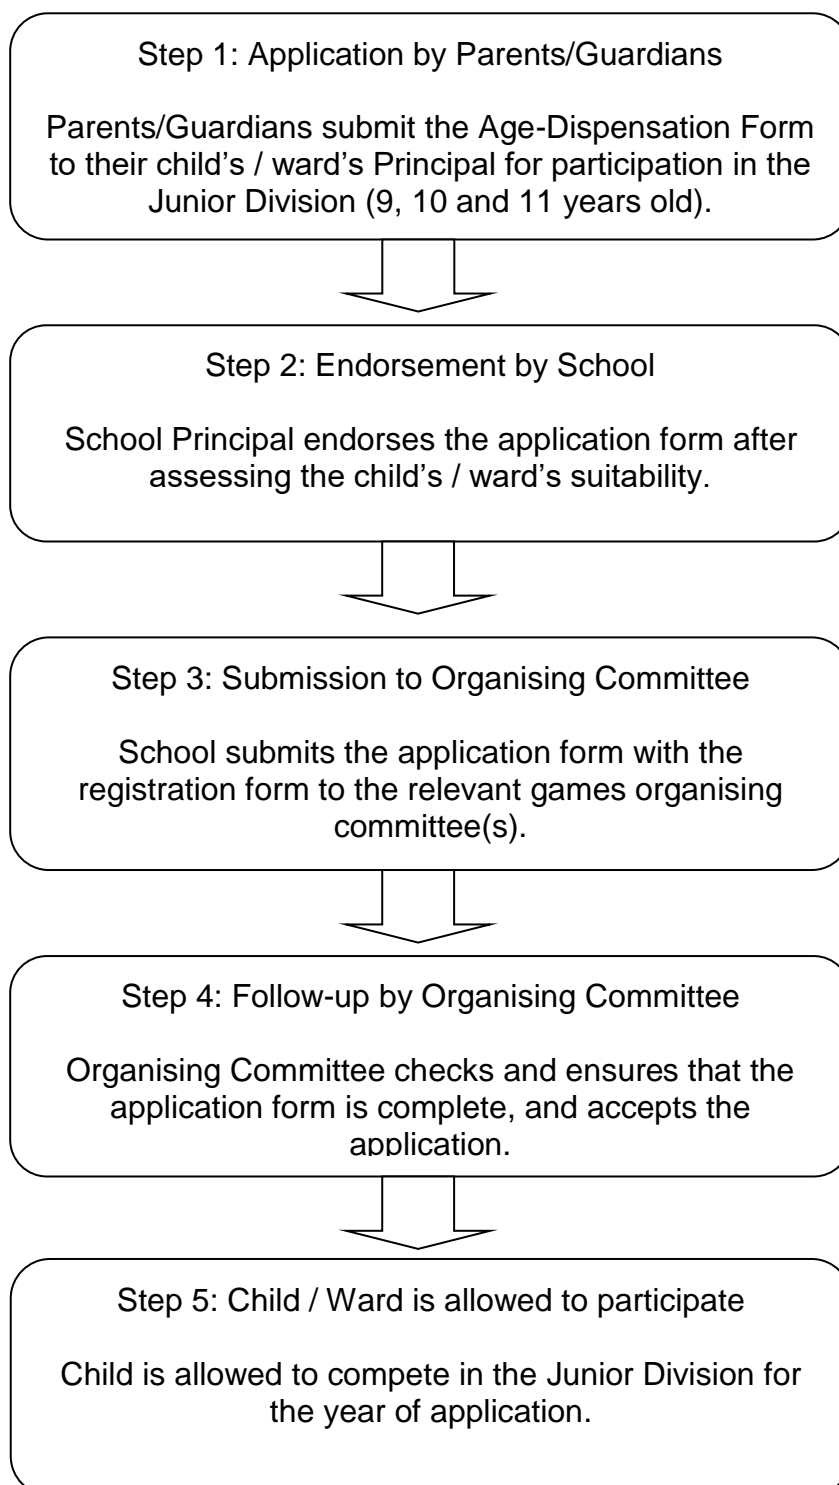 Step 1: Application by Parents/Guardians
Parents/Guardians submit the Age-Dispensation Form
to their child’s / ward’s Principal for participation in the
Junior Division (9, 10 and 11 years old).
Step 2: Endorsement by School
School Principal endorses the application form after
assessing the child’s / ward’s suitability.
Step 3: Submission to Organising Committee
School submits the application form with the
registration form to the relevant games organising
committee(s).
Step 4: Follow-up by Organising Committee
Organising Committee checks and ensures that the
application form is complete, and accepts the
application.
Step 5: Child / Ward is allowed to participate
Child is allowed to compete in the Junior Division for
the year of application.